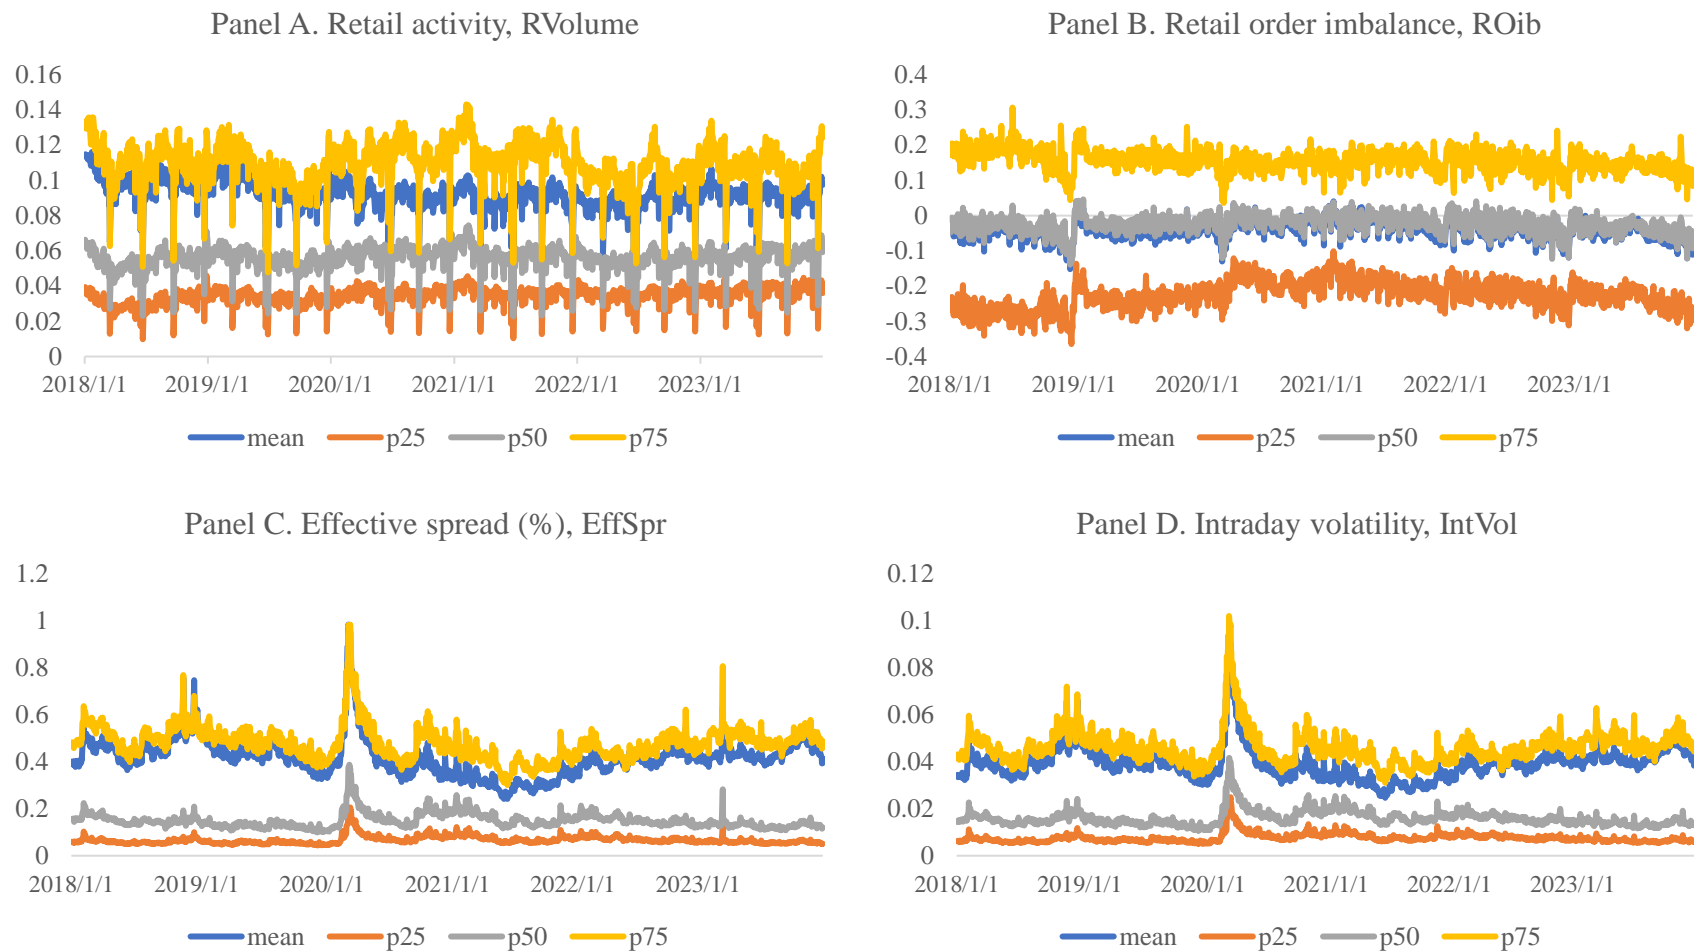 Panel A. Retail activity, RVolume
0.16
0.14
0.12
0.1
0.08
0.06
0.04
0.02
0
2018/1/1 2019/1/1 2020/1/1 2021/1/1 2022/1/1 2023/1/1
mean p25 p50 p75
Panel B. Retail order imbalance, ROib
0.4
0.3
0.2
0.1
0
-0.1
-0.2
-0.3
-0.4
2018/1/1 2019/1/1 2020/1/1 2021/1/1 2022/1/1 2023/1/1
mean p25 p50 p75
Panel C. Effective spread (%), EffSpr
1.2
1
0.8
0.6
0.4
0.2
0
2018/1/1 2019/1/1 2020/1/1 2021/1/1 2022/1/1 2023/1/1
mean p25 p50 p75
Panel D. Intraday volatility, IntVol
0.12
0.1
0.08
0.06
0.04
0.02
0
2018/1/1 2019/1/1 2020/1/1 2021/1/1 2022/1/1 2023/1/1
mean p25 p50 p75